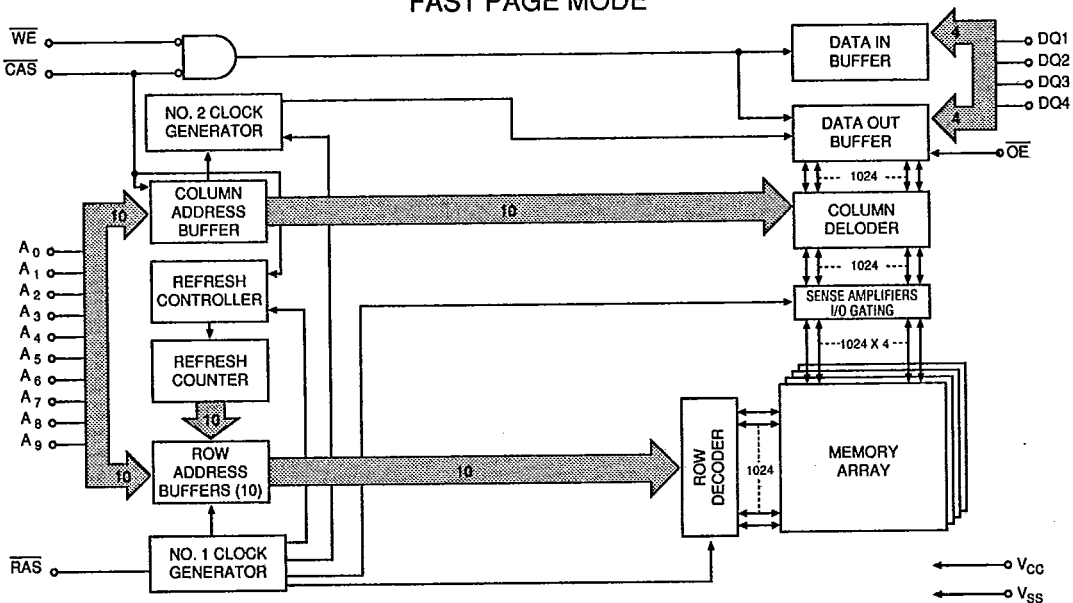 FAST PAGE MODE
WE
CAS
NO. 2 CLOCK
GENERATOR
COLUMN
ADDRESS
BUFFER
REFRESH
CONTROLLER
REFRESH
COUNTER
10
ROW
ADDRESS
BUFFERS (10)
NO. 1 CLOCK
GENERATOR
RAS
A0
A1
A2
A3
A4
A5
A6
A7
A8
A9
10
10
10
10
DATA IN
BUFFER
DATA OUT
BUFFER
4
4
DQ1
DQ2
DQ3
DQ4
OE
1024
COLUMN
DELODER
1024
SENSE AMPLIFIERS
I/O GATING
1024 X 4
ROW
DECODER
1024
MEMORY
ARRAY
VCC
VSS